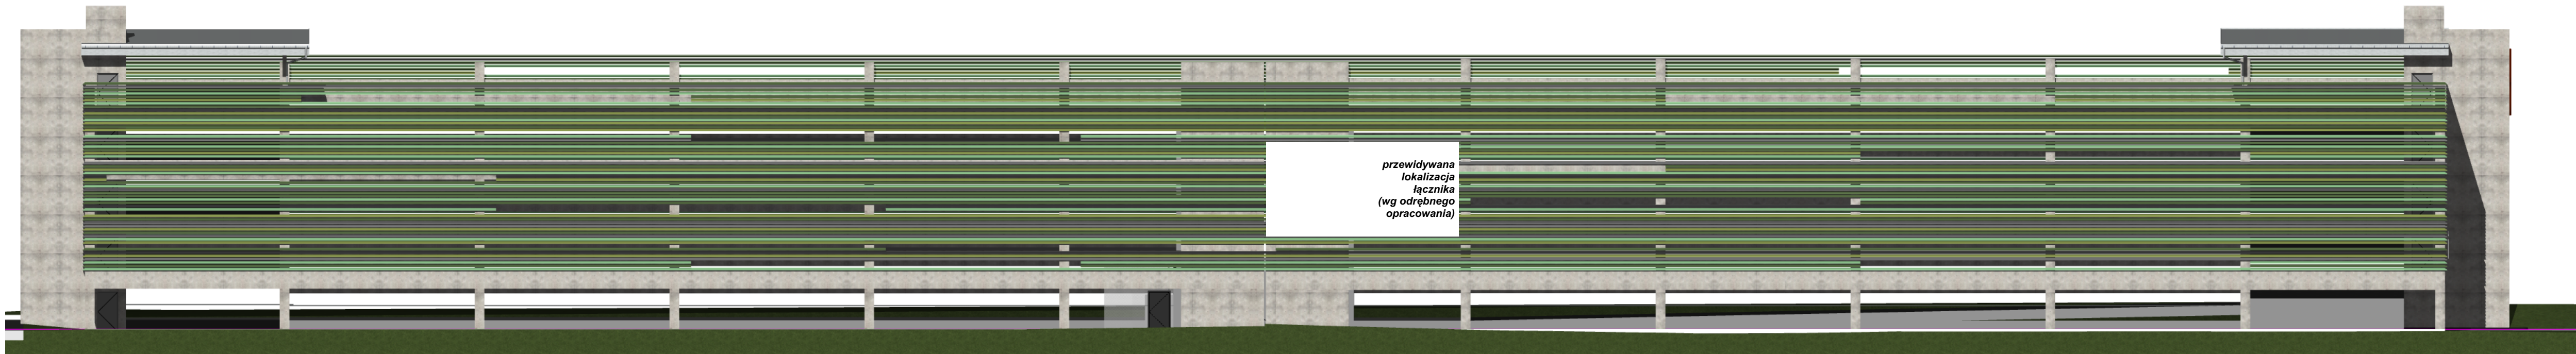 przewidywana
lokalizacja
łącznika
(wg odrębnego
opracowania)